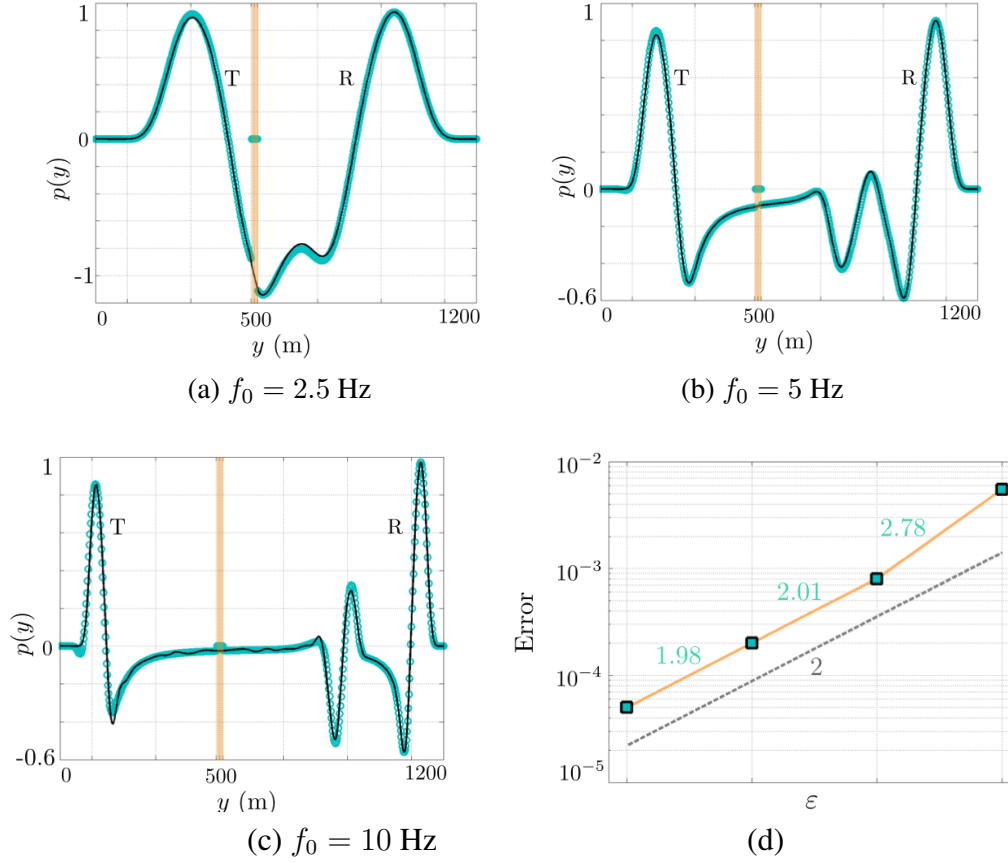 1
0
-1
p(y)
T
R
0
500
1200
y (m)
(a) f₀ = 2.5 Hz
1
0
-0.6
p(y)
T
R
0
500
1200
y (m)
(b) f₀ = 5 Hz
1
0
-0.6
p(y)
T
R
0
500
1200
y (m)
(c) f₀ = 10 Hz
10⁻²
10⁻³
10⁻⁴
10⁻⁵
Error
2.78
2.01
1.98
2
ε
(d)